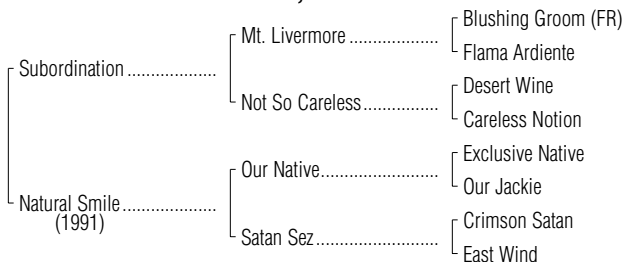 Blushing Groom (FR)
Mt. Livermore ....................
Flama Ardiente
Subordination ....................
Desert Wine
Not So Careless .................
Careless Notion
Exclusive Native
Our Native..........................
Our Jackie
Natural Smile .....................
(1991)
Crimson Satan
Satan Sez ...........................
East Wind